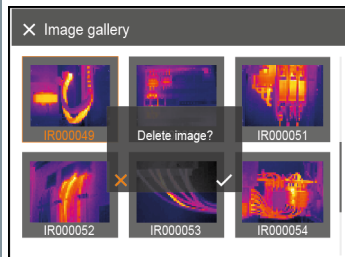 Image gallery
IR000049
Delete image?
IR000051
IR000052
IR000053
IR000054